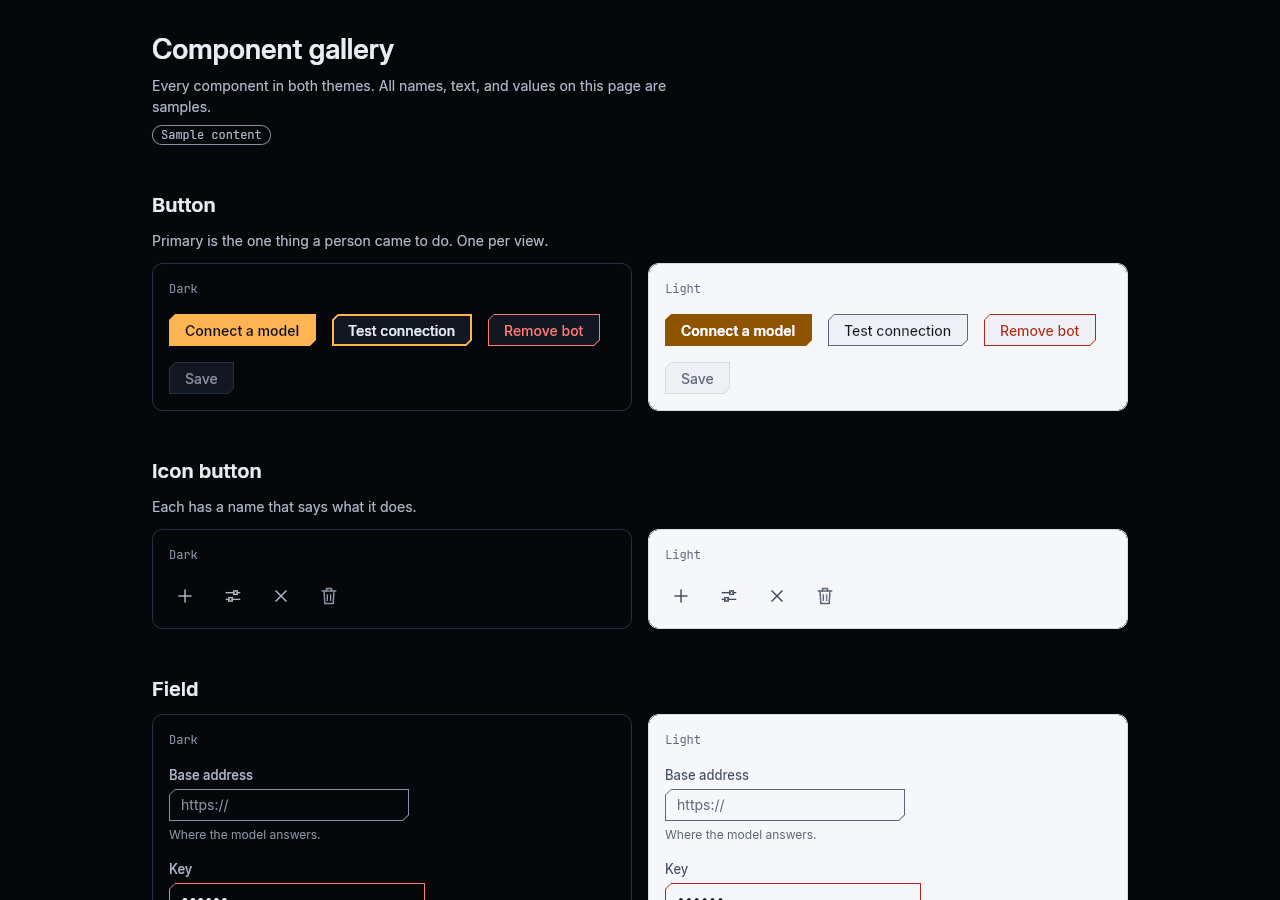 Component gallery
Every component in both themes. All names, text, and values on this page are
samples.
Sample content
Button
Primary is the one thing a person came to do. One per view.
Dark
Connect a model
Test connection
Remove bot
Save
Light
Connect a model
Test connection
Remove bot
Save
Icon button
Each has a name that says what it does.
Dark
Light
Field
Dark
Base address
https://
Where the model answers.
Key
Light
Base address
https://
Where the model answers.
Key